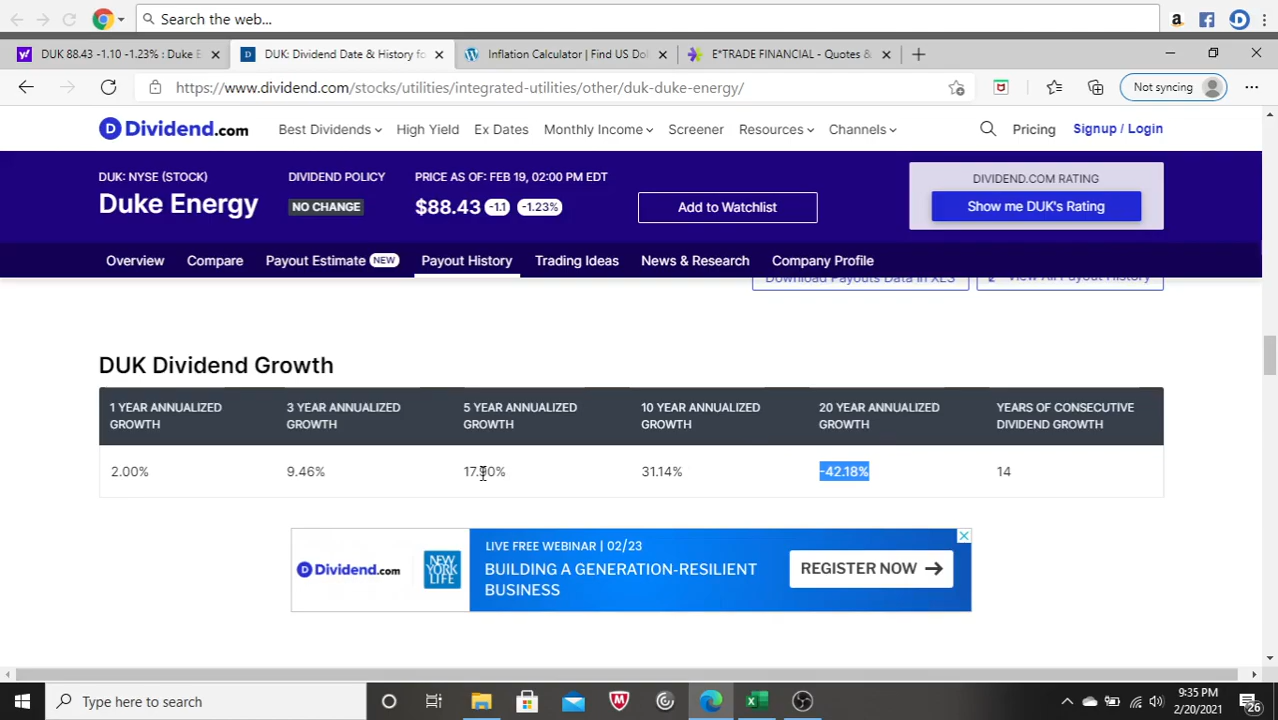 Search the web...
DUK 88.43 -1.10 -1.23% : Duke E
DUK: Dividend Date & History fo
Inflation Calculator | Find US Dol
E*TRADE FINANCIAL - Quotes &
https://www.dividend.com/stocks/utilities/integrated-utilities/other/duk-duke-energy/
Not syncing
Dividend.com
Best Dividends
High Yield
Ex Dates
Monthly Income
Screener
Resources
Channels
Pricing
Signup / Login
DUK: NYSE (STOCK)
Duke Energy
DIVIDEND POLICY
NO CHANGE
PRICE AS OF: FEB 19, 02:00 PM EDT
$88.43 -1.1 -1.23%
Add to Watchlist
DIVIDEND.COM RATING
Show me DUK's Rating
Overview
Compare
Payout Estimate NEW
Payout History
Trading Ideas
News & Research
Company Profile
Download Payouts Data in XLS
View All Payout History
DUK Dividend Growth
1 YEAR ANNUALIZED
GROWTH
3 YEAR ANNUALIZED
GROWTH
5 YEAR ANNUALIZED
GROWTH
10 YEAR ANNUALIZED
GROWTH
20 YEAR ANNUALIZED
GROWTH
YEARS OF CONSECUTIVE
DIVIDEND GROWTH
2.00%
9.46%
17.90%
31.14%
-42.18%
14
Dividend.com
NEW
YORK
LIFE
LIVE FREE WEBINAR | 02/23
BUILDING A GENERATION-RESILIENT
BUSINESS
REGISTER NOW
Type here to search
9:35 PM
2/20/2021
26